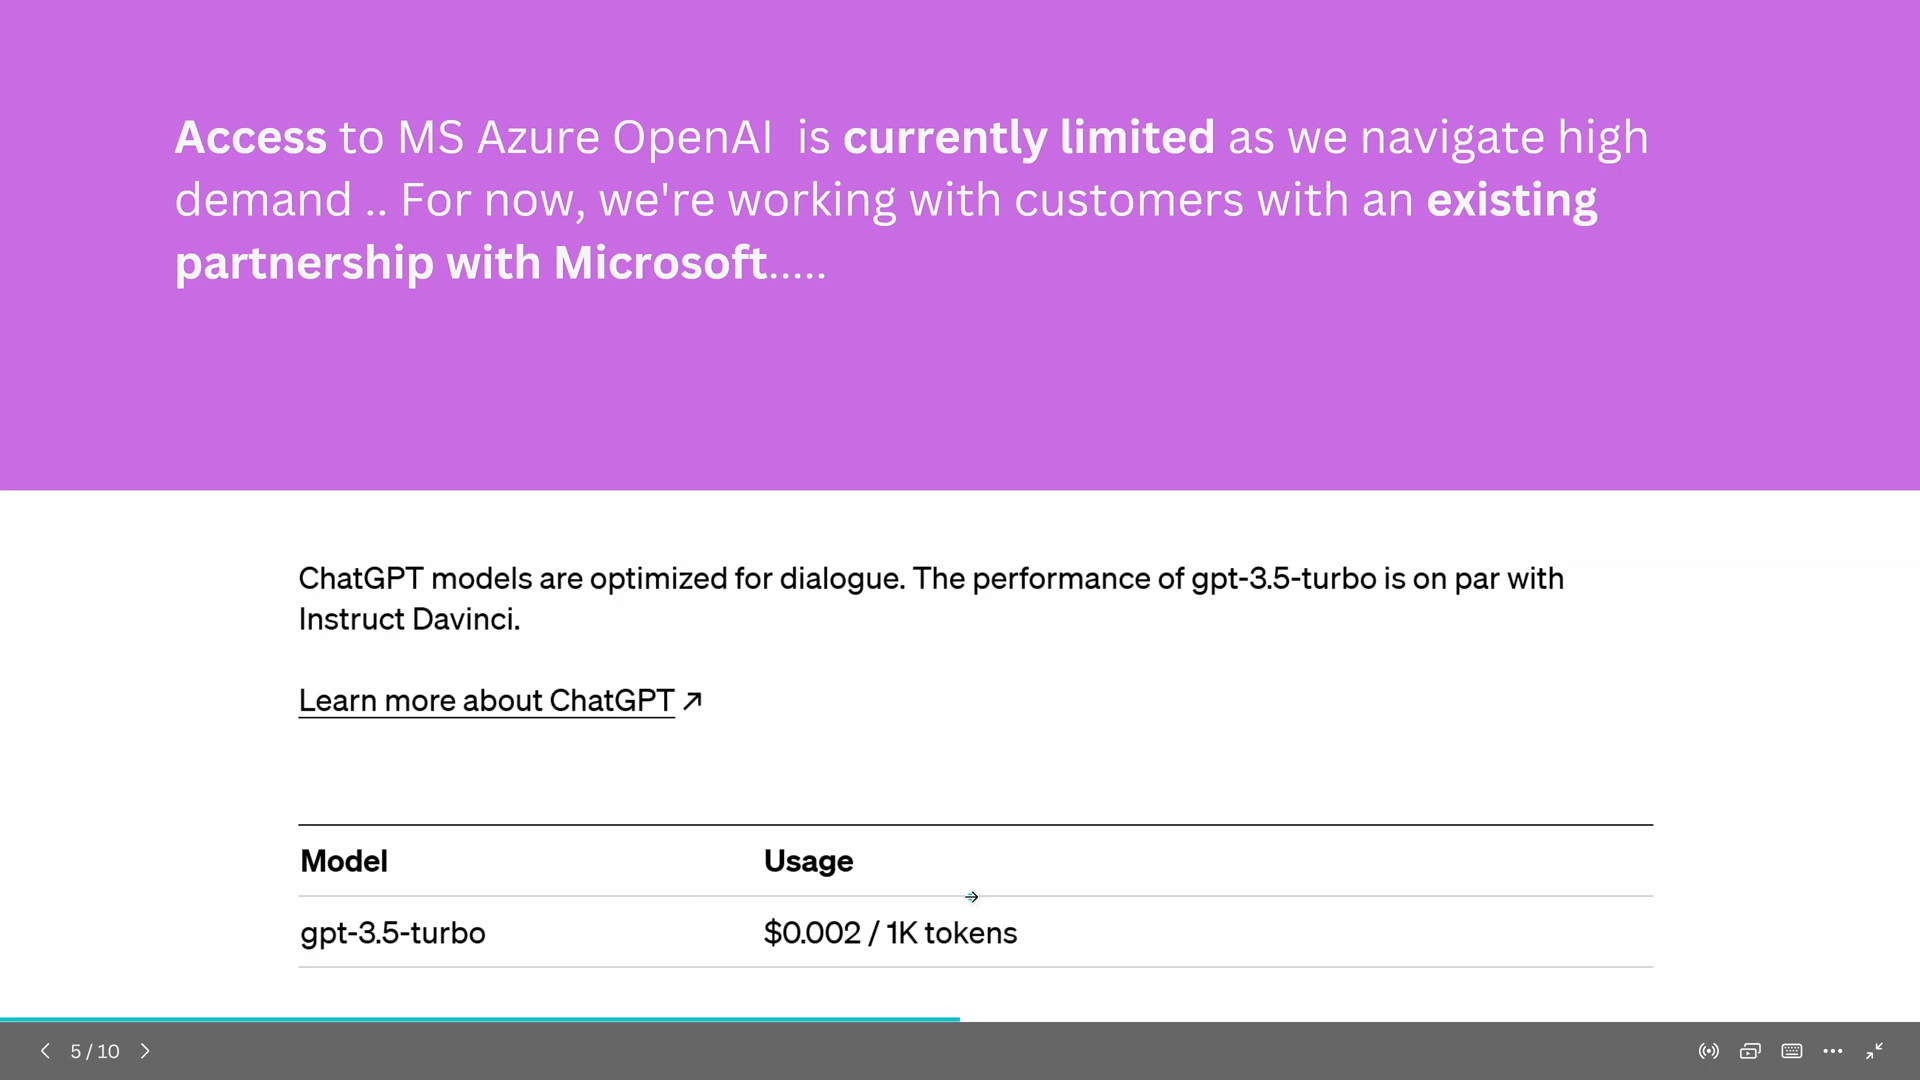 Access to MS Azure OpenAI is currently limited as we navigate high
demand .. For now, we're working with customers with an existing
partnership with Microsoft.....
ChatGPT models are optimized for dialogue. The performance of gpt-3.5-turbo is on par with
Instruct Davinci.
Learn more about ChatGPT ↗
Model Usage
gpt-3.5-turbo $0.002 / 1K tokens
5 / 10